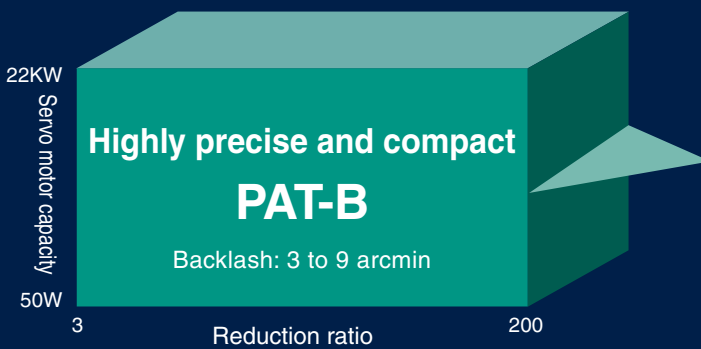 22KW
Servo motor capacity
Highly precise and compact
PAT-B
Backlash: 3 to 9 arcmin
50W
3
200
Reduction ratio